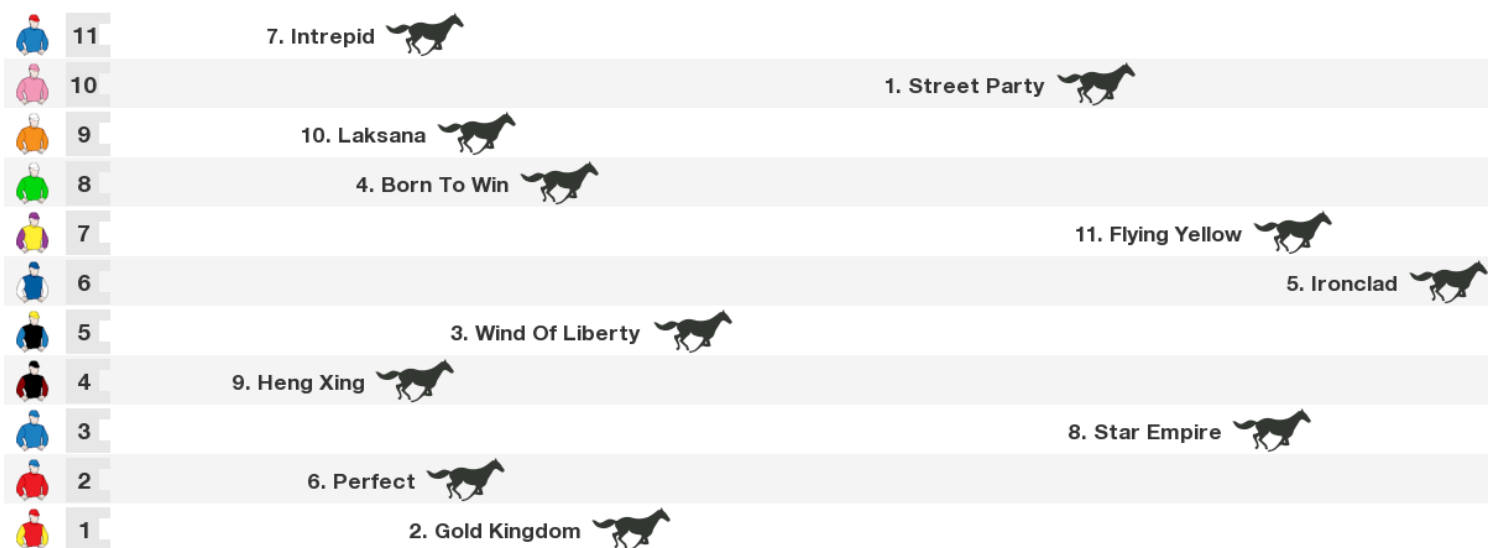 11 7. Intrepid
10 1. Street Party
9 10. Laksana
8 4. Born To Win
7 11. Flying Yellow
6 5. Ironclad
5 3. Wind Of Liberty
4 9. Heng Xing
3 8. Star Empire
2 6. Perfect
1 2. Gold Kingdom